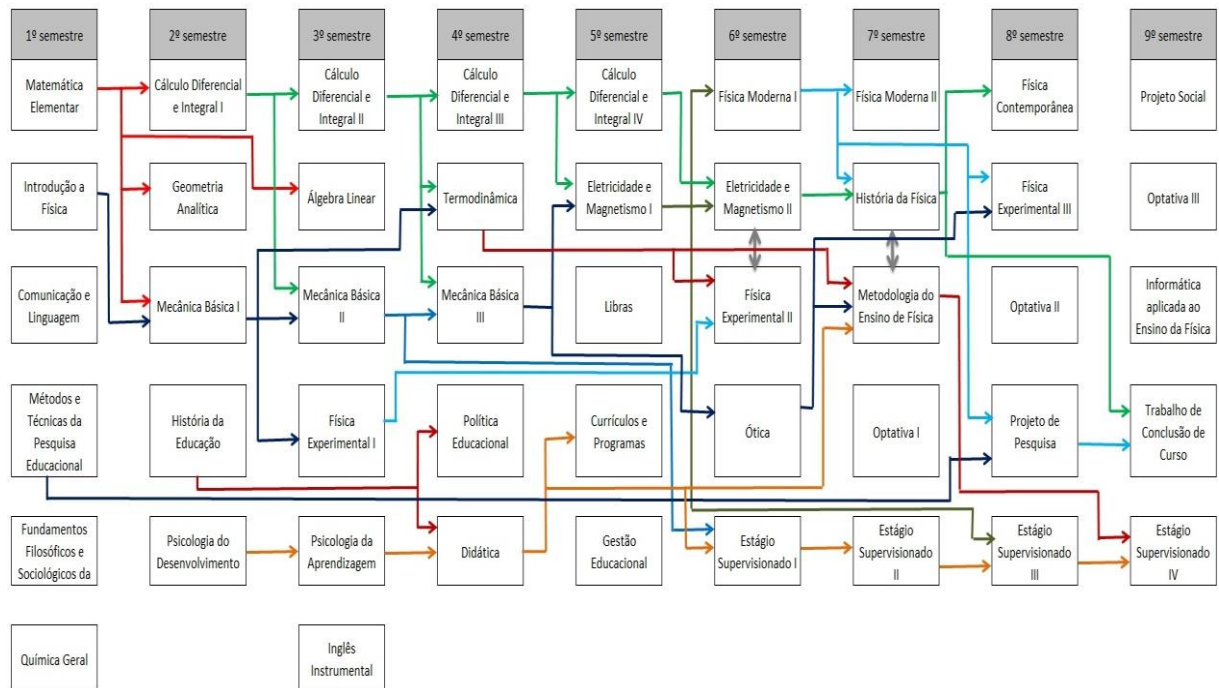 1º semestre
2º semestre
3º semestre
4º semestre
5º semestre
6º semestre
7º semestre
8º semestre
9º semestre
Matemática
Elementar
Cálculo Diferencial
e Integral I
Cálculo
Diferencial e
Integral II
Cálculo
Diferencial e
Integral III
Cálculo
Diferencial e
Integral IV
Física Moderna I
Física Moderna II
Física
Contemporânea
Projeto Social
Introdução a
Física
Geometria
Analítica
Álgebra Linear
Termodinâmica
Eletricidade e
Magnetismo I
Eletricidade e
Magnetismo II
História da Física
Física
Experimental III
Optativa III
Comunicação e
Linguagem
Mecânica Básica I
Mecânica Básica
II
Mecânica Básica
III
Libras
Física
Experimental II
Metodologia do
Ensino de Física
Optativa II
Informática
aplicada ao
Ensino da Física
Métodos e
Técnicas da
Pesquisa
Educacional
História da
Educação
Física
Experimental I
Política
Educacional
Currículos e
Programas
Ótica
Optativa I
Projeto de
Pesquisa
Trabalho de
Conclusão de
Curso
Fundamentos
Filosóficos e
Sociológicos da
Psicologia do
Desenvolvimento
Psicologia da
Aprendizagem
Didática
Gestão
Educacional
Estágio
Supervisionado I
Estágio
Supervisionado
II
Estágio
Supervisionado
III
Estágio
Supervisionado
IV
Química Geral
Inglês
Instrumental